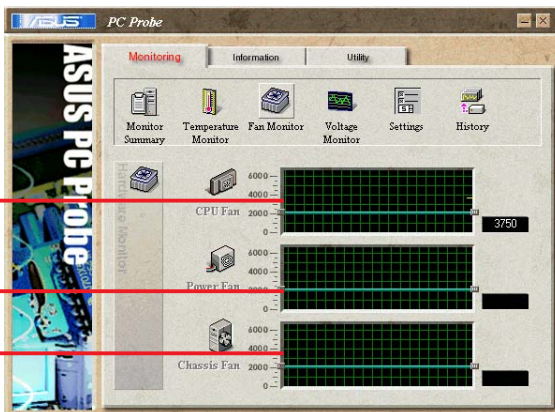 ASUS
PC Probe
Monitoring
Information
Utility
Monitor Summary
Temperature Monitor
Fan Monitor
Voltage Monitor
Settings
History
ASUS PC Probe
Hardware Monitor
CPU Fan
6000
4000
2000
0
3750
Power Fan
6000
4000
2000
0
Chassis Fan
6000
4000
2000
0